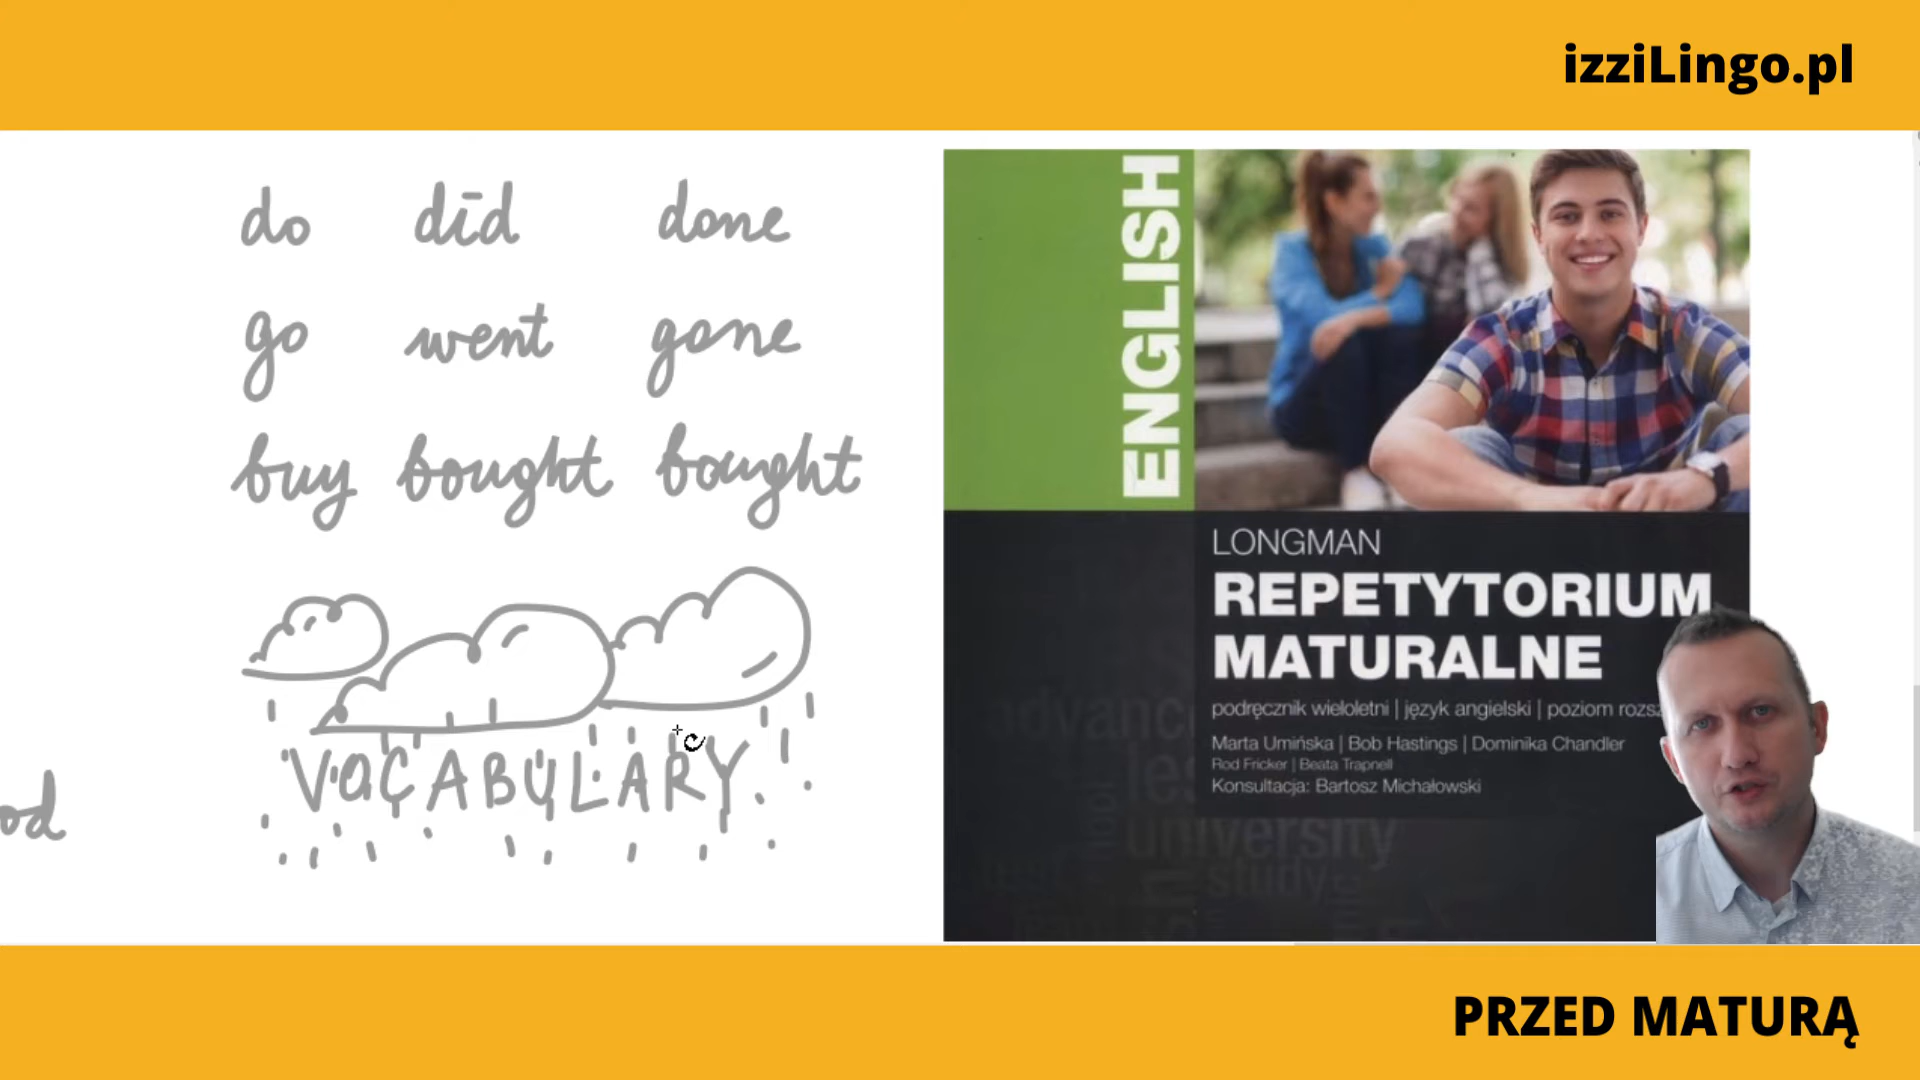 izziLingo.pl
do did done
go went gone
buy bought bought
VOCABULARY
od
ENGLISH
LONGMAN
REPETYTORIUM
MATURALNE
podręcznik wieloletni | język angielski | poziom
Marta Umińska | Bob Hastings | Dominika Chandler
Rod Fricker | Beata Trapnell
Konsultacja: Bartosz Michałowski
university
study
PRZED MATURĄ